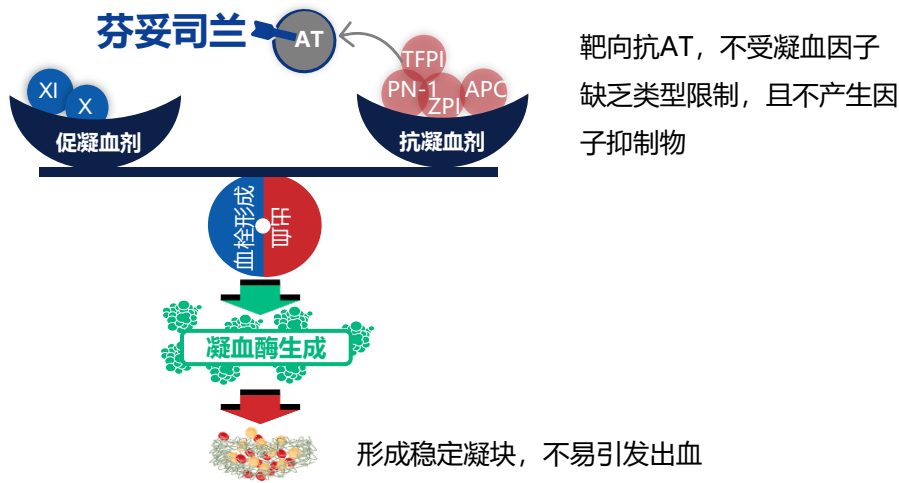 芬妥司兰
AT
TFPI
PN-1
ZPI
APC
XI
X
促凝血剂
抗凝血剂
靶向抗AT，不受凝血因子
缺乏类型限制，且不产生因
子抑制物
血栓形成
出血
凝血酶生成
形成稳定凝块，不易引发出血